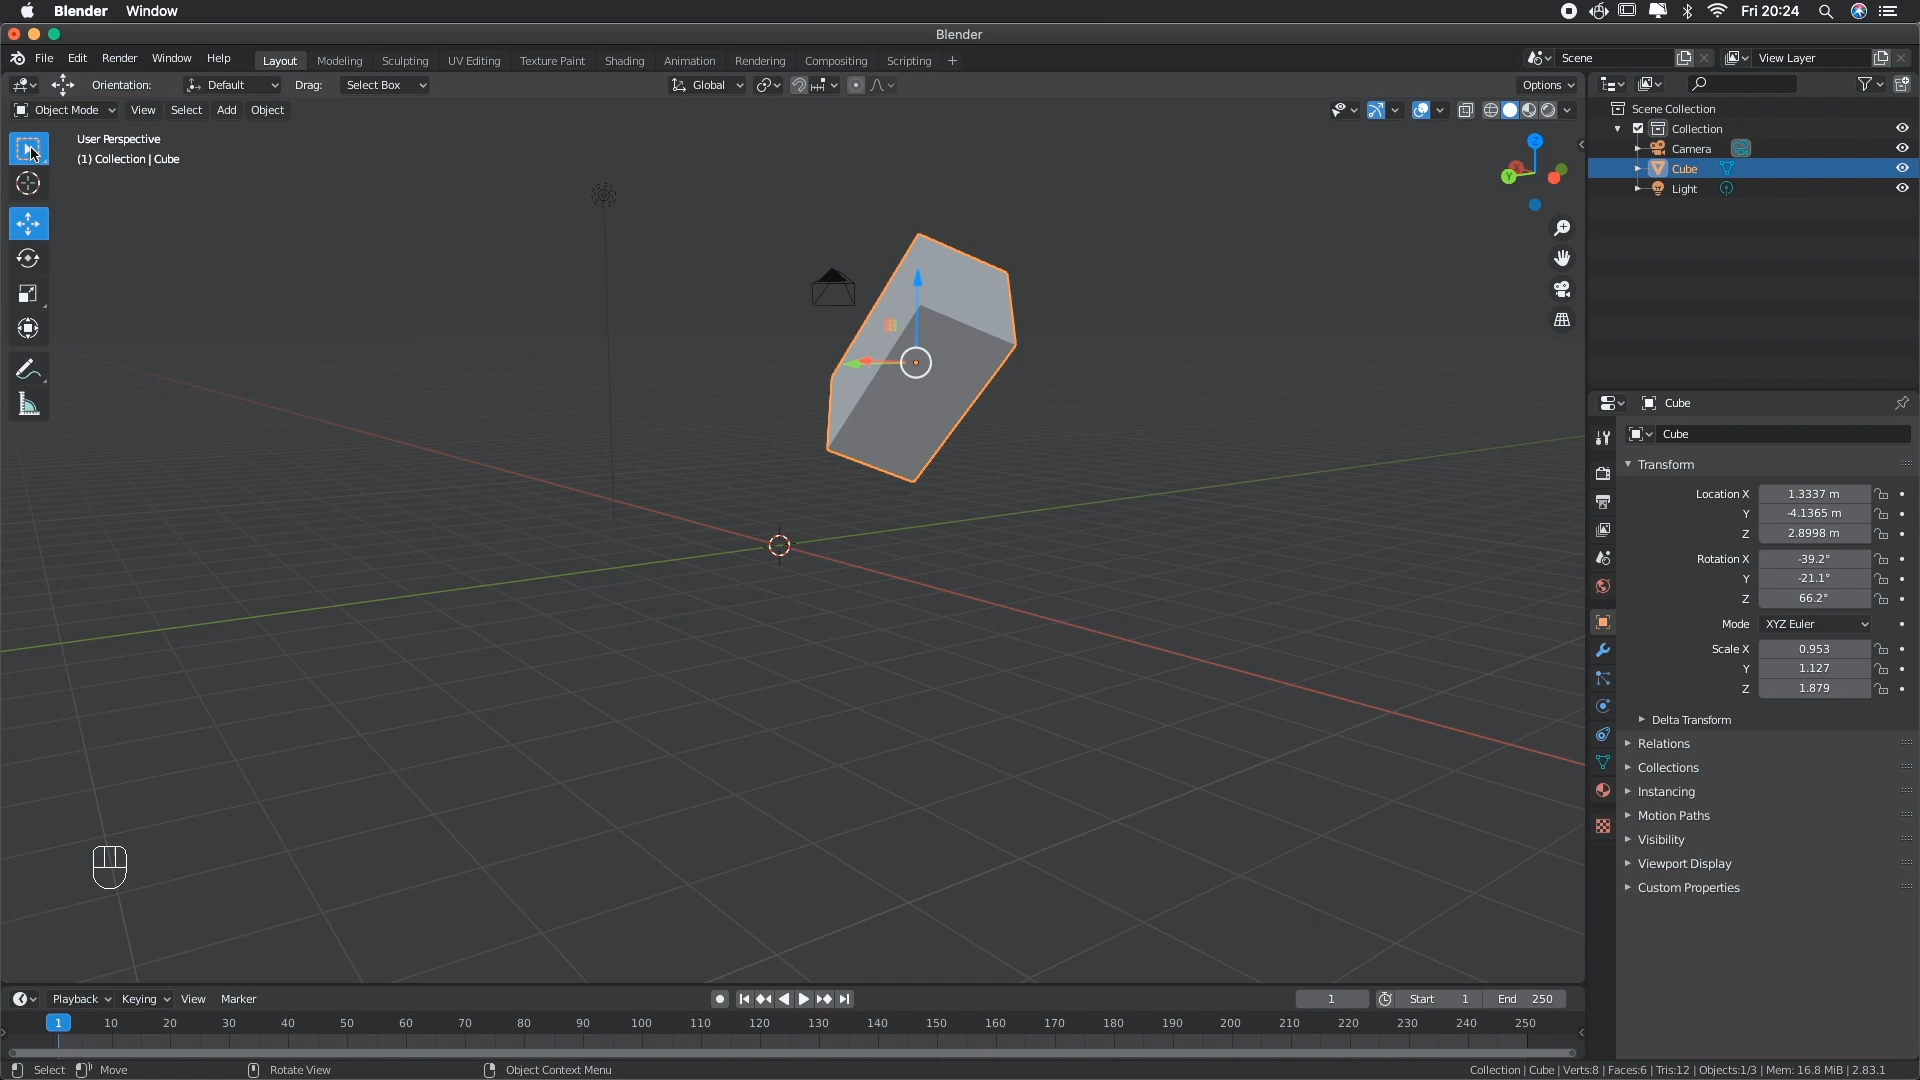 Blender Window Fri 20:24
Blender
File Edit Render Window Help Layout Modeling Sculpting UV Editing Texture Paint Shading Animation Rendering Compositing Scripting + Scene View Layer
Orientation: Default Drag: Select Box Global Options
Object Mode View Select Add Object
User Perspective
(1) Collection | Cube
Z
X
Y
Scene Collection
Collection
Camera
Cube
Light
Cube
Cube
Transform
Location X 1.3337 m
Y -4.1365 m
Z 2.8998 m
Rotation X -39.2°
Y -21.1°
Z 66.2°
Mode XYZ Euler
Scale X 0.953
Y 1.127
Z 1.879
Delta Transform
Relations
Collections
Instancing
Motion Paths
Visibility
Viewport Display
Custom Properties
Playback Keying View Marker 1 Start 1 End 250
1 10 20 30 40 50 60 70 80 90 100 110 120 130 140 150 160 170 180 190 200 210 220 230 240 250
Select Move Rotate View Object Context Menu Collection | Cube | Verts:8 | Faces:6 | Tris:12 | Objects:1/3 | Mem: 16.8 MiB | 2.83.1